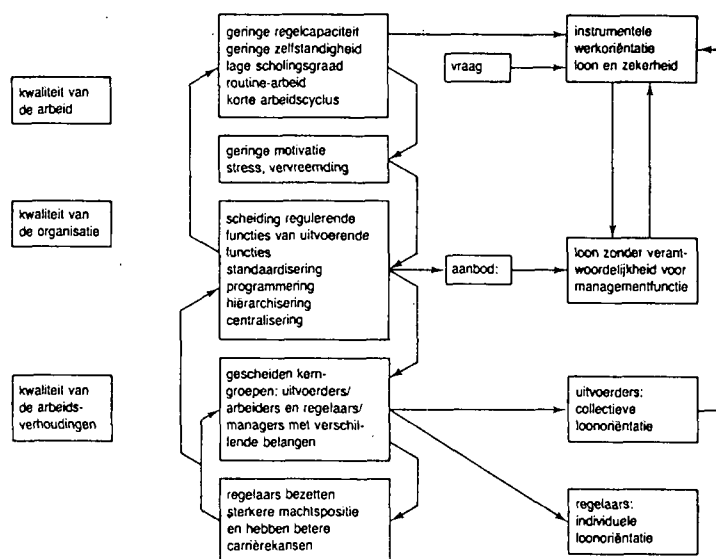 kwaliteit van
de arbeid
kwaliteit van
de organisatie
kwaliteit van
de arbeids-
verhoudingen
geringe regelcapaciteit
geringe zelfstandigheid
lage scholingsgraad
routine-arbeid
korte arbeidscyclus
geringe motivatie
stress, vervreemding
scheiding regulerende
functies van uitvoerende
functies
standaardisering
programmering
hiërarchisering
centralisering
gescheiden kern-
groepen: uitvoerders/
arbeiders en regelaars/
managers met verschil-
lende belangen
regelaars bezetten
sterkere machtspositie
en hebben betere
carrièrekansen
vraag
aanbod:
instrumentele
werkoriëntatie
loon en zekerheid
loon zonder verant-
woordelijkheid voor
managementfunctie
uitvoerders:
collectieve
loonoriëntatie
regelaars:
individuele
loonoriëntatie